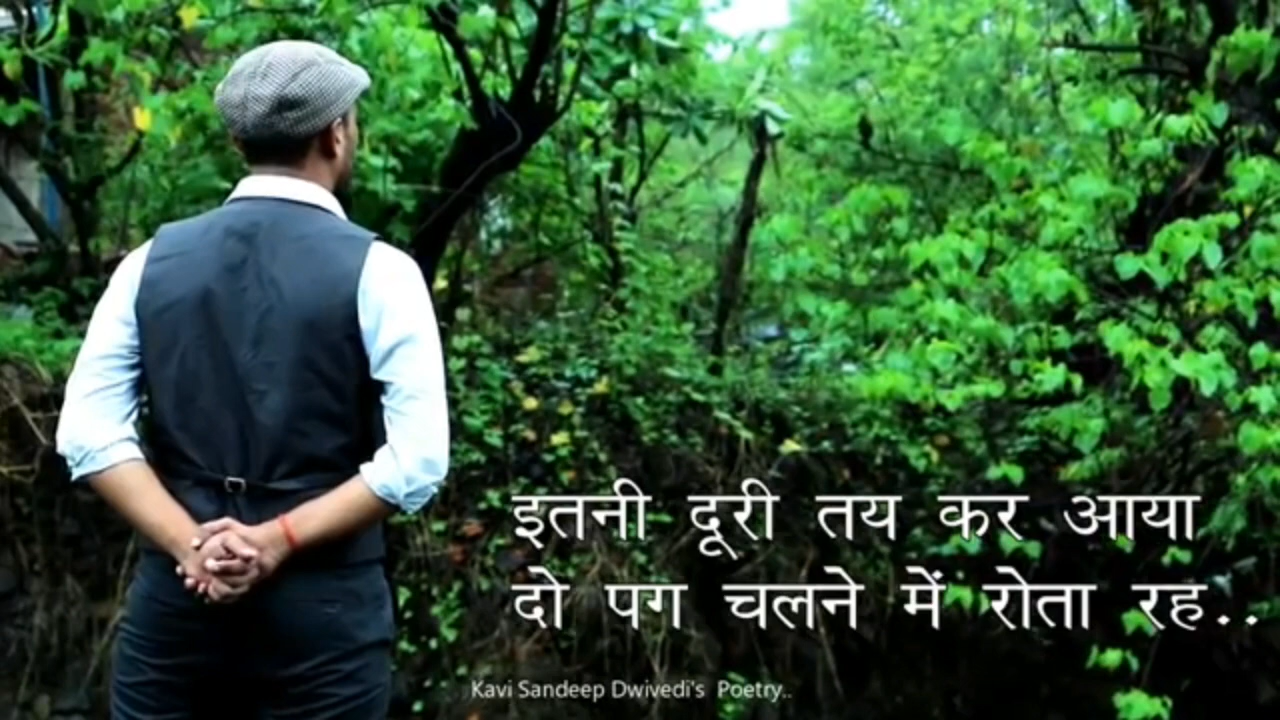 इतनी दूरी तय कर आया
दो पग चलने में रोता रह..
Kavi Sandeep Dwivedi's Poetry..